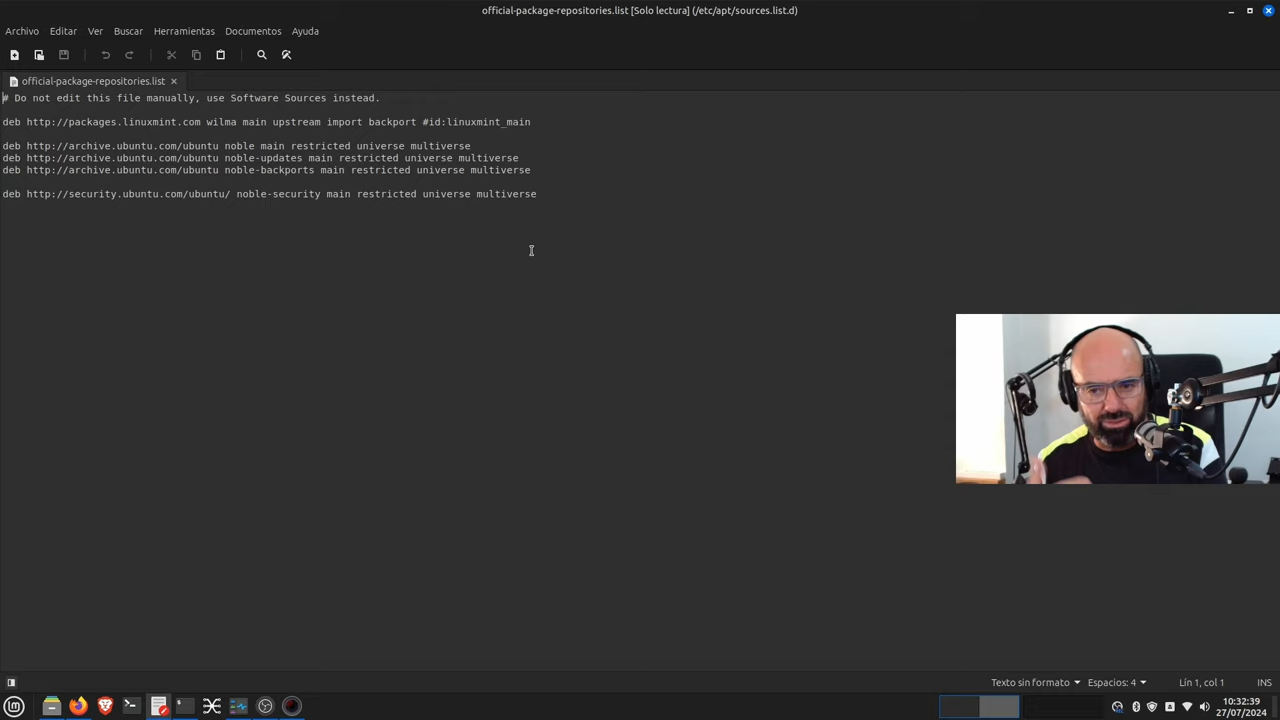 official-package-repositories.list [Solo lectura] (/etc/apt/sources.list.d)
Archivo Editar Ver Buscar Herramientas Documentos Ayuda
official-package-repositories.list
# Do not edit this file manually, use Software Sources instead.
deb http://packages.linuxmint.com wilma main upstream import backport #id:linuxmint_main
deb http://archive.ubuntu.com/ubuntu noble main restricted universe multiverse
deb http://archive.ubuntu.com/ubuntu noble-updates main restricted universe multiverse
deb http://archive.ubuntu.com/ubuntu noble-backports main restricted universe multiverse
deb http://security.ubuntu.com/ubuntu/ noble-security main restricted universe multiverse
Texto sin formato Espacios: 4 Lín 1, col 1 INS
10:32:39
27/07/2024